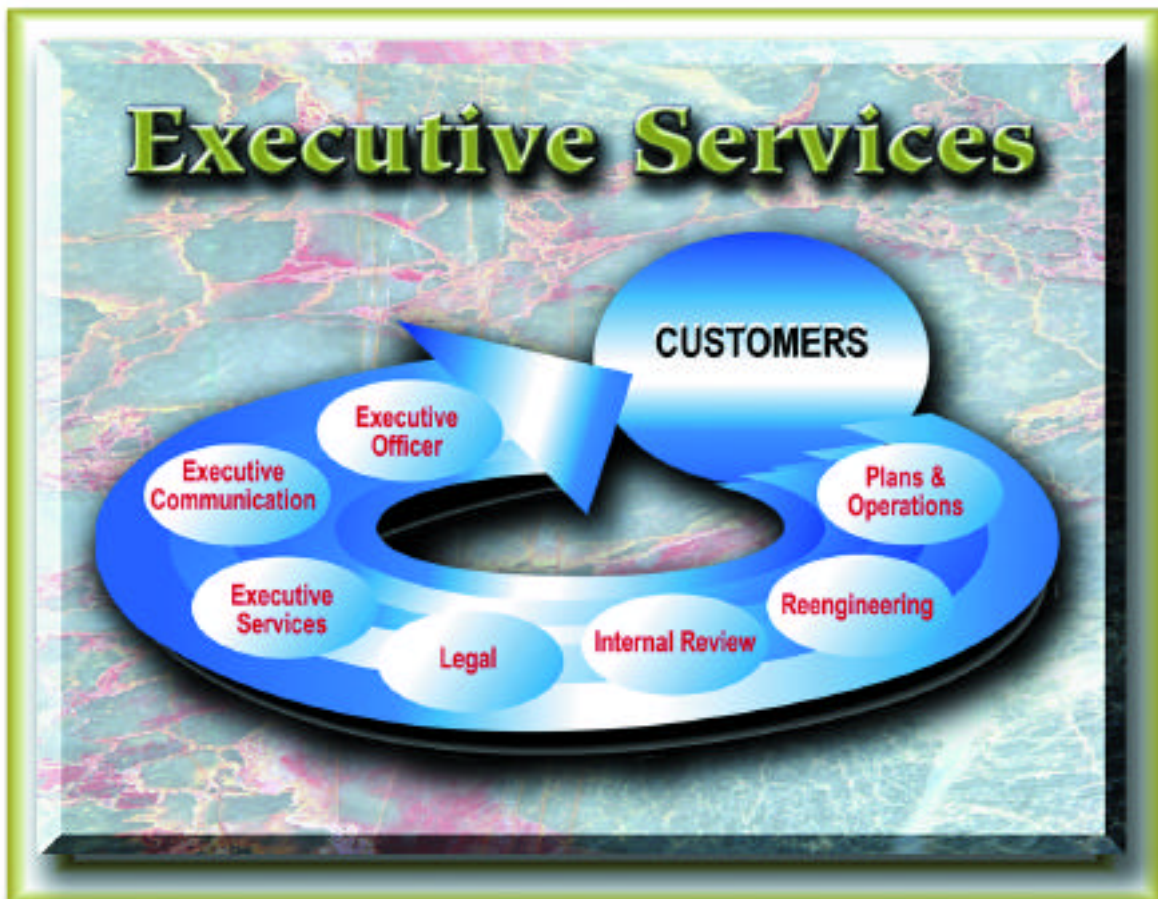 Executive Services
CUSTOMERS
Executive
Officer
Executive
Communication
Executive
Services
Legal
Internal Review
Reengineering
Plans &
Operations